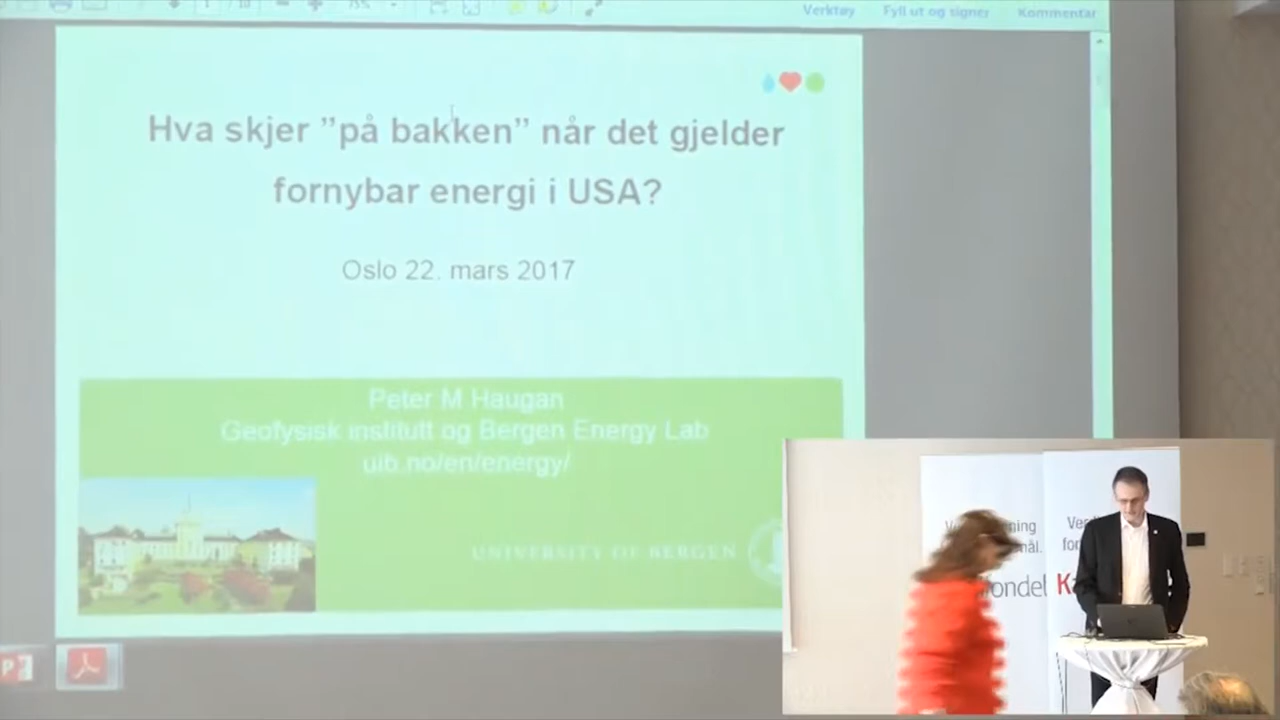 Verktøy Fyll ut og signer Kommentar
Hva skjer ”på bakken” når det gjelder
fornybar energi i USA?
Oslo 22. mars 2017
Peter M Haugan
Geofysisk institutt og Bergen Energy Lab
uib.no/en/energy/
UNIVERSITY OF BERGEN